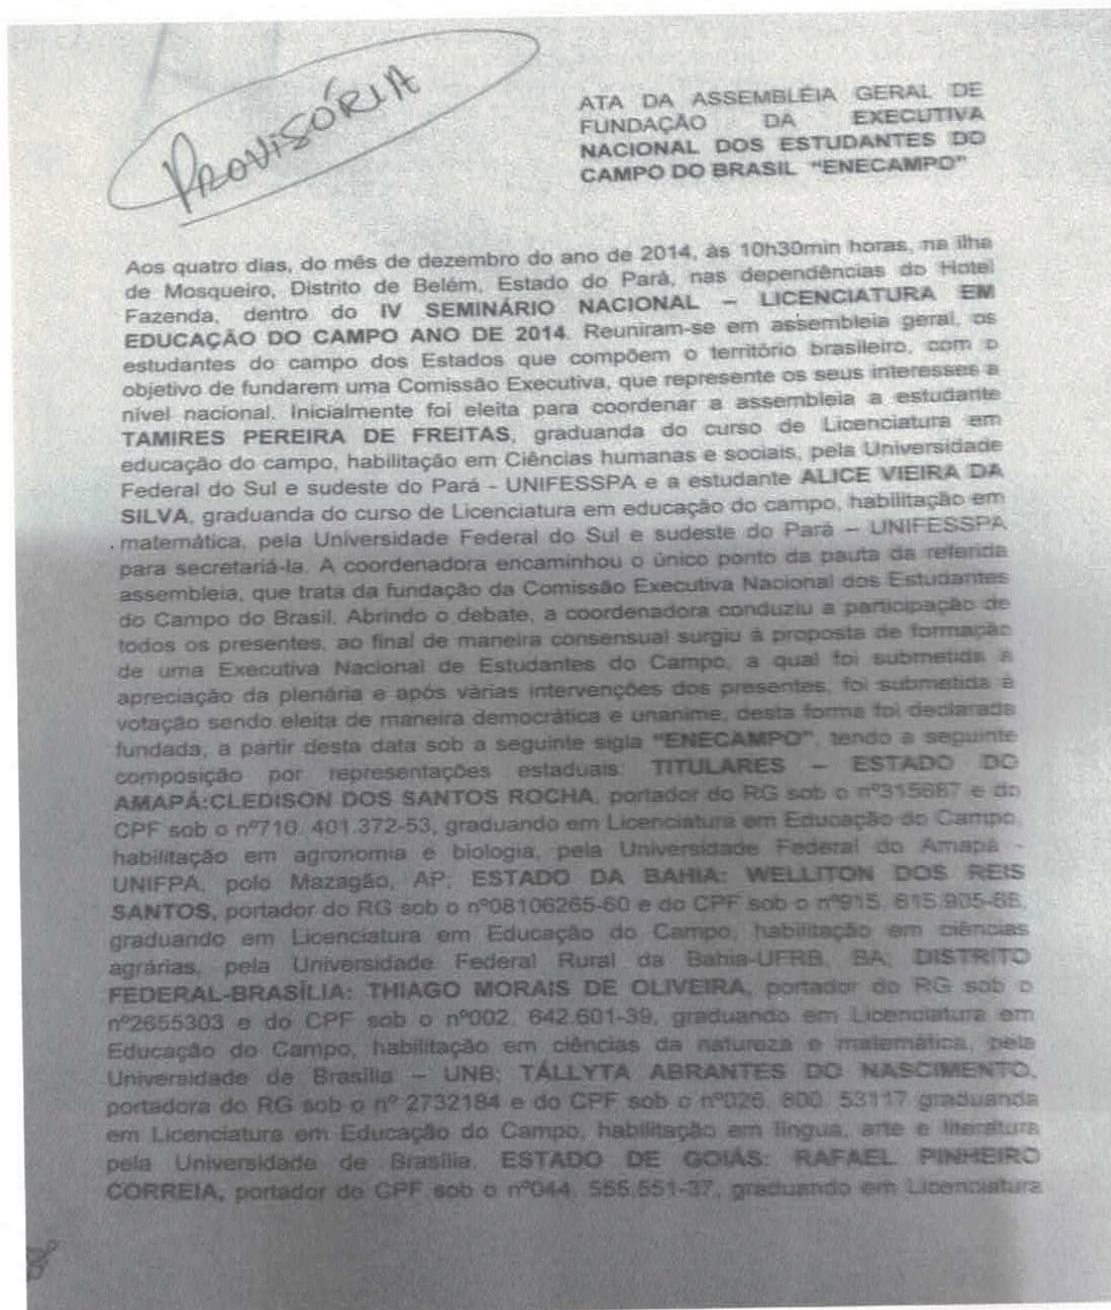 PROVISÓRIA
ATA DA ASSEMBLÉIA GERAL DE
FUNDAÇÃO DA EXECUTIVA
NACIONAL DOS ESTUDANTES DO
CAMPO DO BRASIL "ENECAMPO"
Aos quatro dias, do mês de dezembro do ano de 2014, às 10h30min horas, na ilha
de Mosqueiro, Distrito de Belém, Estado do Pará, nas dependências do Hotel
Fazenda, dentro do IV SEMINÁRIO NACIONAL – LICENCIATURA EM
EDUCAÇÃO DO CAMPO ANO DE 2014. Reuniram-se em assembleia geral, os
estudantes do campo dos Estados que compõem o território brasileiro, com o
objetivo de fundarem uma Comissão Executiva, que represente os seus interesses a
nível nacional. Inicialmente foi eleita para coordenar a assembleia a estudante
TAMIRES PEREIRA DE FREITAS, graduanda do curso de Licenciatura em
educação do campo, habilitação em Ciências humanas e sociais, pela Universidade
Federal do Sul e sudeste do Pará - UNIFESSPA e a estudante ALICE VIEIRA DA
SILVA, graduanda do curso de Licenciatura em educação do campo, habilitação em
matemática, pela Universidade Federal do Sul e sudeste do Pará – UNIFESSPA
para secretariá-la. A coordenadora encaminhou o único ponto da pauta da referida
assembleia, que trata da fundação da Comissão Executiva Nacional dos Estudantes
do Campo do Brasil. Abrindo o debate, a coordenadora conduziu a participação de
todos os presentes, ao final de maneira consensual surgiu à proposta de formação
de uma Executiva Nacional de Estudantes do Campo, a qual foi submetida a
apreciação da plenária e após várias intervenções dos presentes, foi submetida à
votação sendo eleita de maneira democrática e unanime, desta forma foi declarada
fundada, a partir desta data sob a seguinte sigla "ENECAMPO", tendo a seguinte
composição por representações estaduais: TITULARES – ESTADO DO
AMAPÁ:CLEDISON DOS SANTOS ROCHA, portador do RG sob o nº315687 e do
CPF sob o nº710. 401.372-53, graduando em Licenciatura em Educação do Campo,
habilitação em agronomia e biologia, pela Universidade Federal do Amapá -
UNIFPA, polo Mazagão, AP; ESTADO DA BAHIA: WELLITON DOS REIS
SANTOS, portador do RG sob o nº08106265-60 e do CPF sob o nº915. 815.905-68,
graduando em Licenciatura em Educação do Campo, habilitação em ciências
agrárias, pela Universidade Federal Rural da Bahia-UFRB, BA; DISTRITO
FEDERAL-BRASÍLIA: THIAGO MORAIS DE OLIVEIRA, portador do RG sob o
nº2655303 e do CPF sob o nº002. 642.601-39, graduando em Licenciatura em
Educação do Campo, habilitação em ciências da natureza e matemática, pela
Universidade de Brasília – UNB; TÁLLYTA ABRANTES DO NASCIMENTO,
portadora do RG sob o nº 2732184 e do CPF sob o nº026. 800. 53117 graduanda
em Licenciatura em Educação do Campo, habilitação em língua, arte e literatura
pela Universidade de Brasília. ESTADO DE GOIÁS: RAFAEL PINHEIRO
CORREIA, portador do CPF sob o nº044. 556.551-37, graduando em Licenciatura